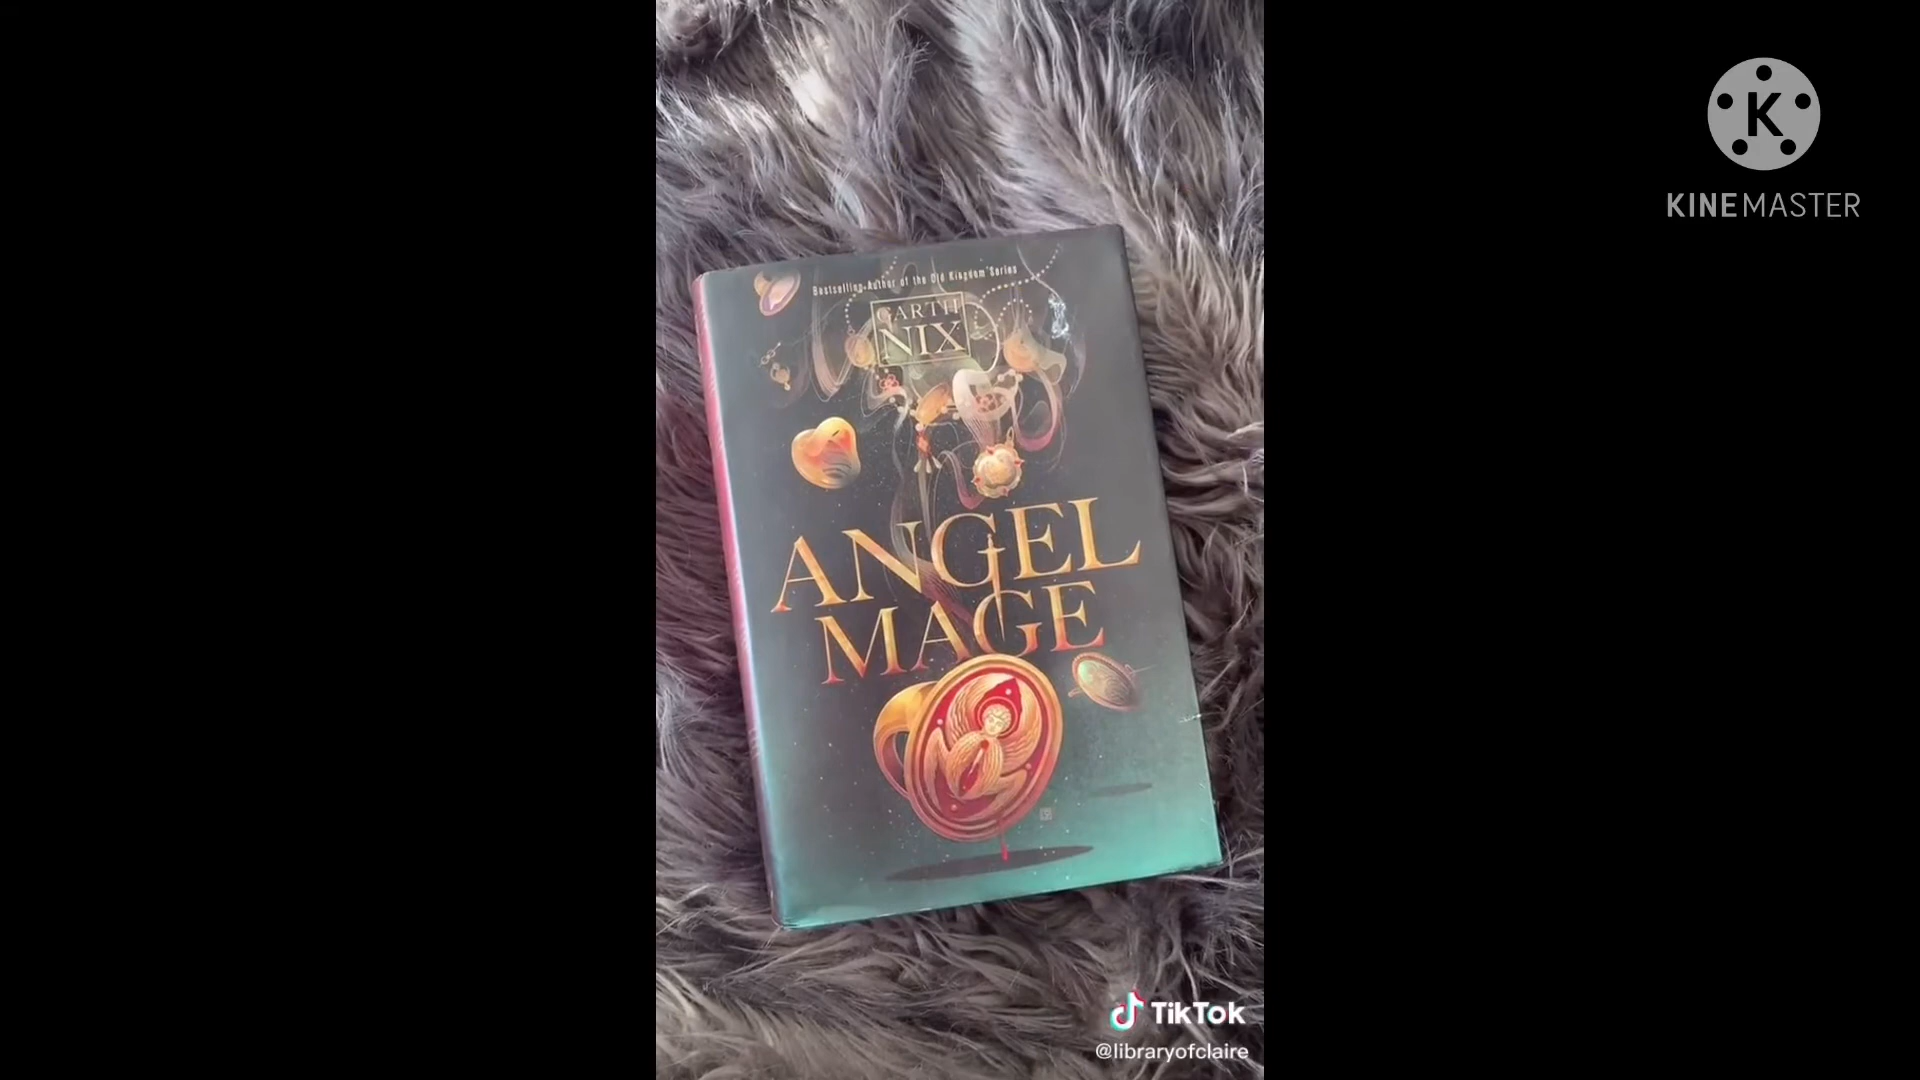 K
KINEMASTER
Bestselling Author of the Old Kingdom Series
GARTH
NIX
ANGEL
MAGE
TikTok
@libraryofclaire